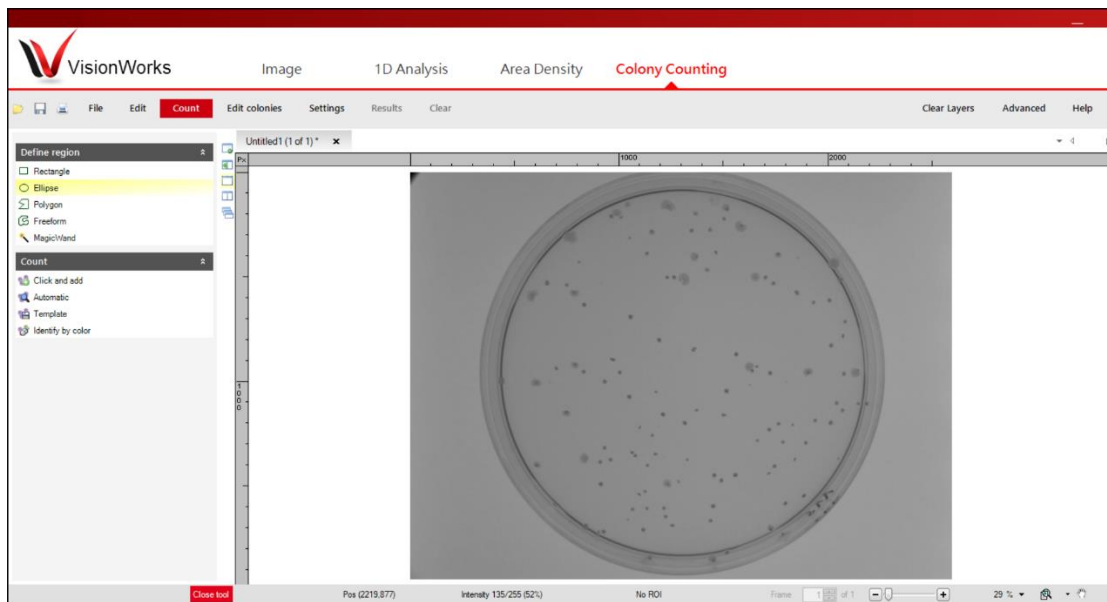 VisionWorks
Image 1D Analysis Area Density Colony Counting
File Edit Count Edit colonies Settings Results Clear Clear Layers Advanced Help
Untitled1 (1 of 1) *
Define region
Rectangle
Ellipse
Polygon
Freeform
MagicWand
Count
Click and add
Automatic
Template
Identify by color
Px
1000
2000
1000
Close tool Pos (2219,877) Intensity 135/255 (52%) No ROI Frame 1 of 1 29 %